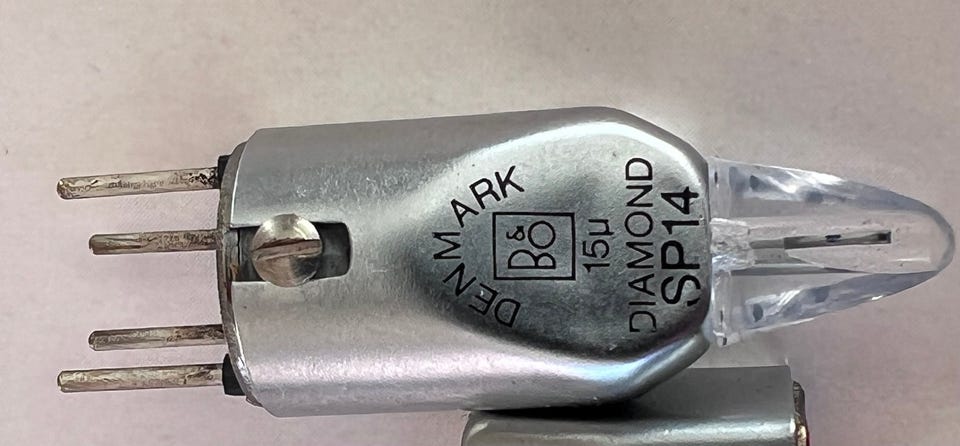 DENMARK
B&O
15µ
DIAMOND
SP14